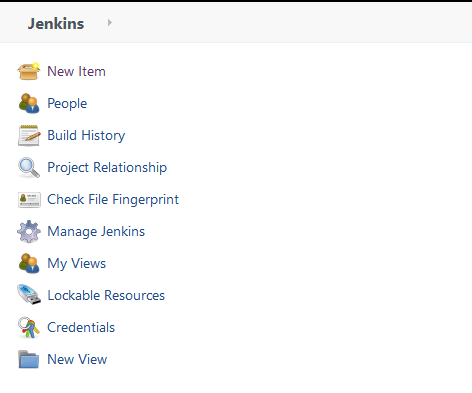 Jenkins
New Item
People
Build History
Project Relationship
Check File Fingerprint
Manage Jenkins
My Views
Lockable Resources
Credentials
New View